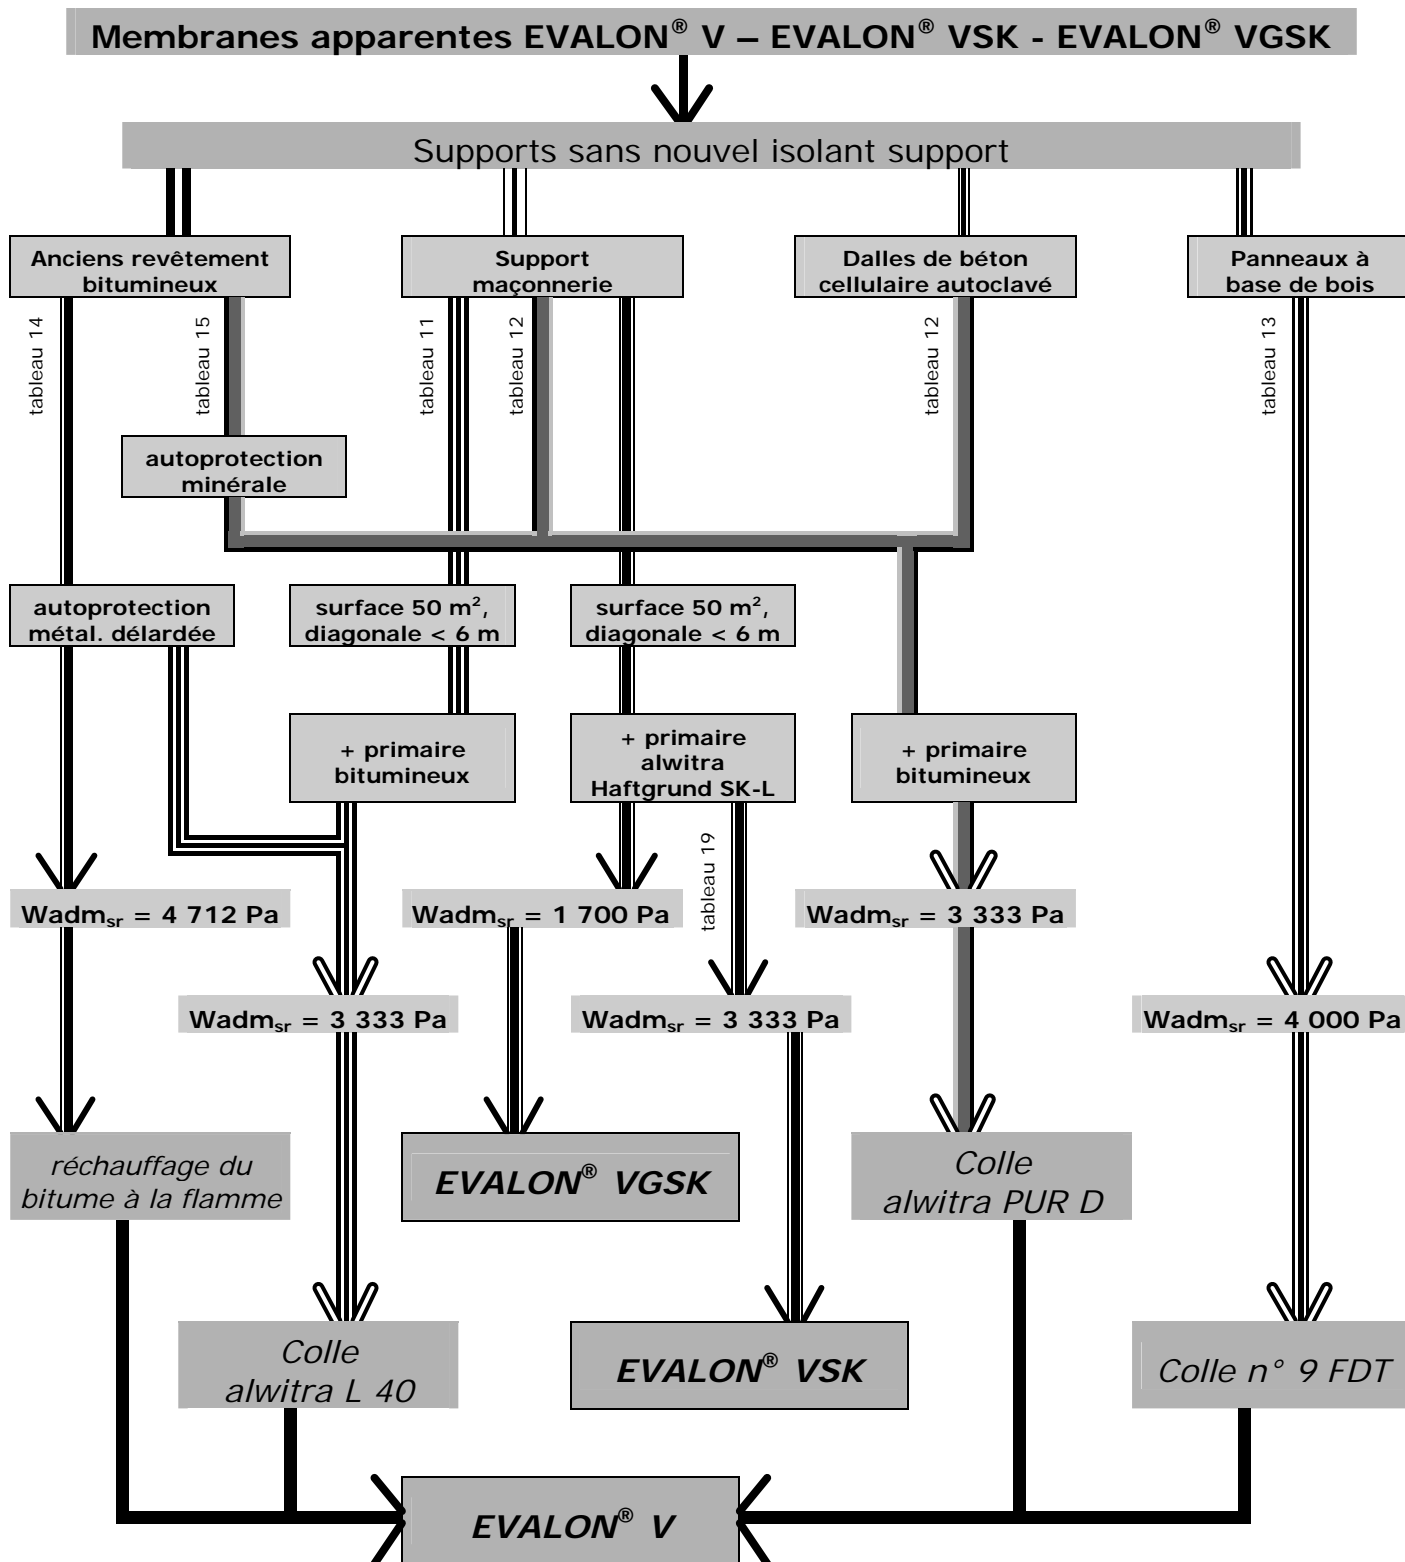 Membranes apparentes EVALON® V – EVALON® VSK - EVALON® VGSK
Supports sans nouvel isolant support
Anciens revêtement
bitumineux
Support
maçonnerie
Dalles de béton
cellulaire autoclavé
Panneaux à
base de bois
tableau 14
tableau 15
tableau 11
tableau 12
tableau 12
tableau 13
autoprotection
minérale
autoprotection
métal. délardée
surface 50 m²,
diagonale < 6 m
surface 50 m²,
diagonale < 6 m
+ primaire
bitumineux
+ primaire
alwitra
Haftgrund SK-L
+ primaire
bitumineux
tableau 19
Wadmsr = 4 712 Pa
Wadmsr = 1 700 Pa
Wadmsr = 3 333 Pa
Wadmsr = 3 333 Pa
Wadmsr = 3 333 Pa
Wadmsr = 4 000 Pa
réchauffage du
bitume à la flamme
EVALON® VGSK
Colle
alwitra PUR D
Colle
alwitra L 40
EVALON® VSK
Colle n° 9 FDT
EVALON® V